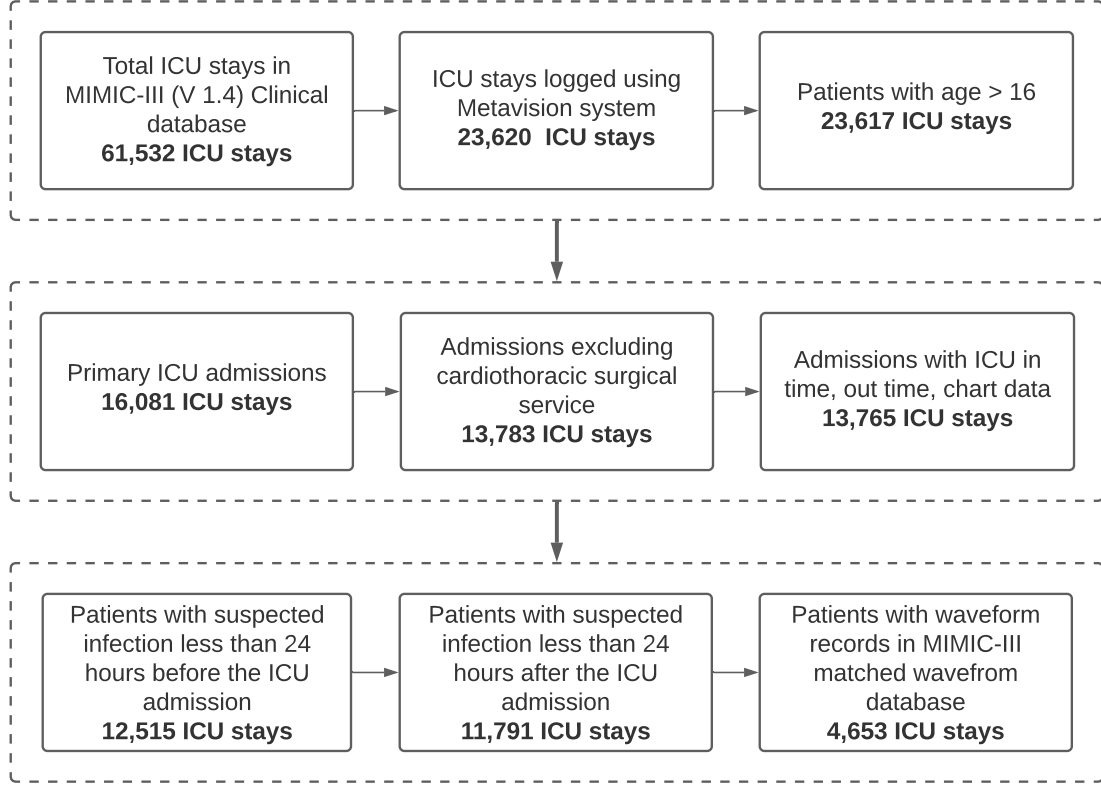 Total ICU stays in
MIMIC-III (V 1.4) Clinical
database
61,532 ICU stays
ICU stays logged using
Metavision system
23,620 ICU stays
Patients with age > 16
23,617 ICU stays
Primary ICU admissions
16,081 ICU stays
Admissions excluding
cardiothoracic surgical
service
13,783 ICU stays
Admissions with ICU in
time, out time, chart data
13,765 ICU stays
Patients with suspected
infection less than 24
hours before the ICU
admission
12,515 ICU stays
Patients with suspected
infection less than 24
hours after the ICU
admission
11,791 ICU stays
Patients with waveform
records in MIMIC-III
matched wavefrom
database
4,653 ICU stays